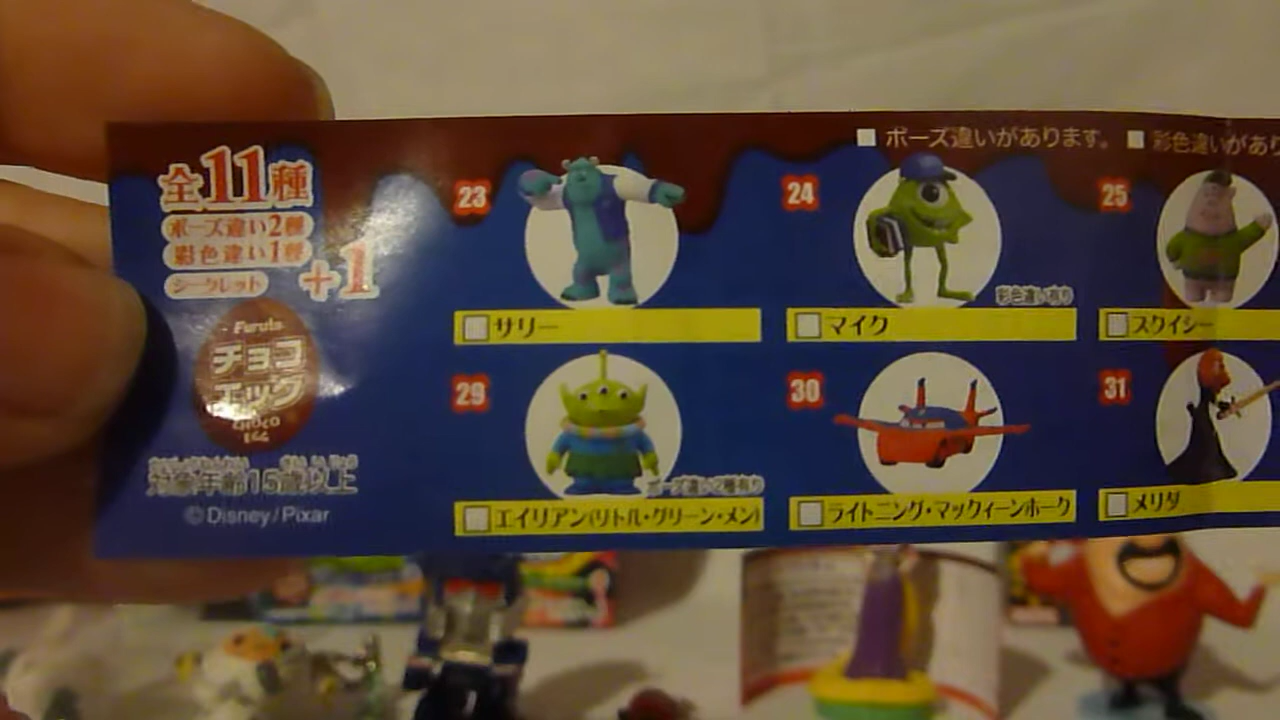 全11種
ポーズ違い2種
彩色違い1種
シークレット +1
Furuta
チョコ
エッグ
CHOCO
EGG
対象年齢15歳以上
©Disney/Pixar
■ ポーズ違いがあります。 ■ 彩色違いがあり
23
サリー
24
彩色違い有り
マイク
25
スクイシー
29
ポーズ違い2種有り
エイリアン(リトル・グリーン・メン)
30
ライトニング・マックィーンホーク
31
メリダ